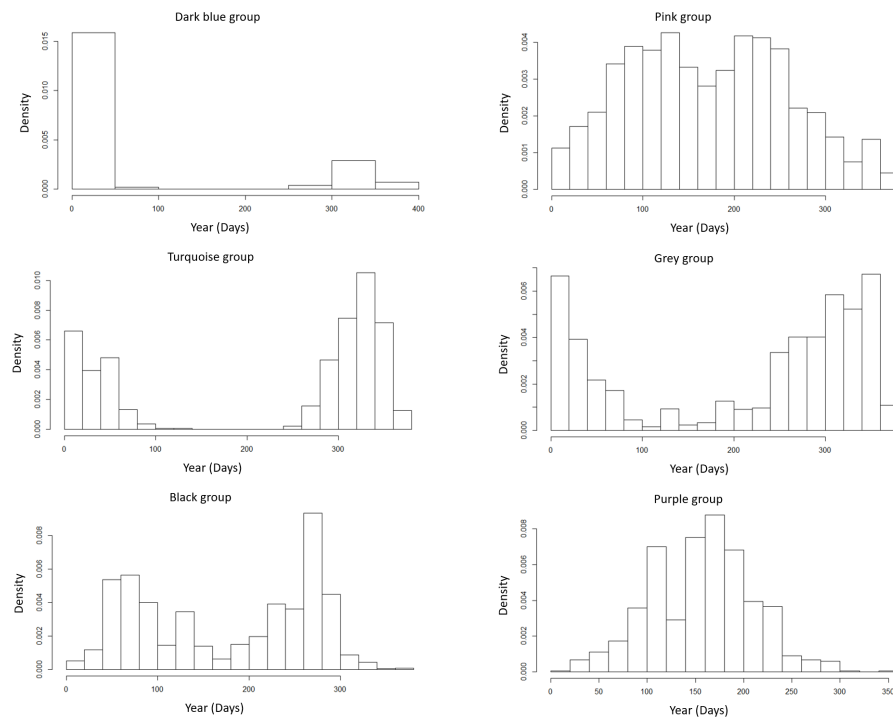 Dark blue group
0.015
0.010
0.005
0.000
Density
0 100 200 300 400
Year (Days)
Pink group
0.004
0.003
0.002
0.001
0.000
Density
0 100 200 300
Year (Days)
Turquoise group
0.010
0.008
0.006
0.004
0.002
0.000
Density
0 100 200 300
Year (Days)
Grey group
0.006
0.004
0.002
0.000
Density
0 100 200 300
Year (Days)
Black group
0.008
0.006
0.004
0.002
0.000
Density
0 100 200 300
Year (Days)
Purple group
0.008
0.006
0.004
0.002
0.000
Density
0 50 100 150 200 250 300 350
Year (Days)